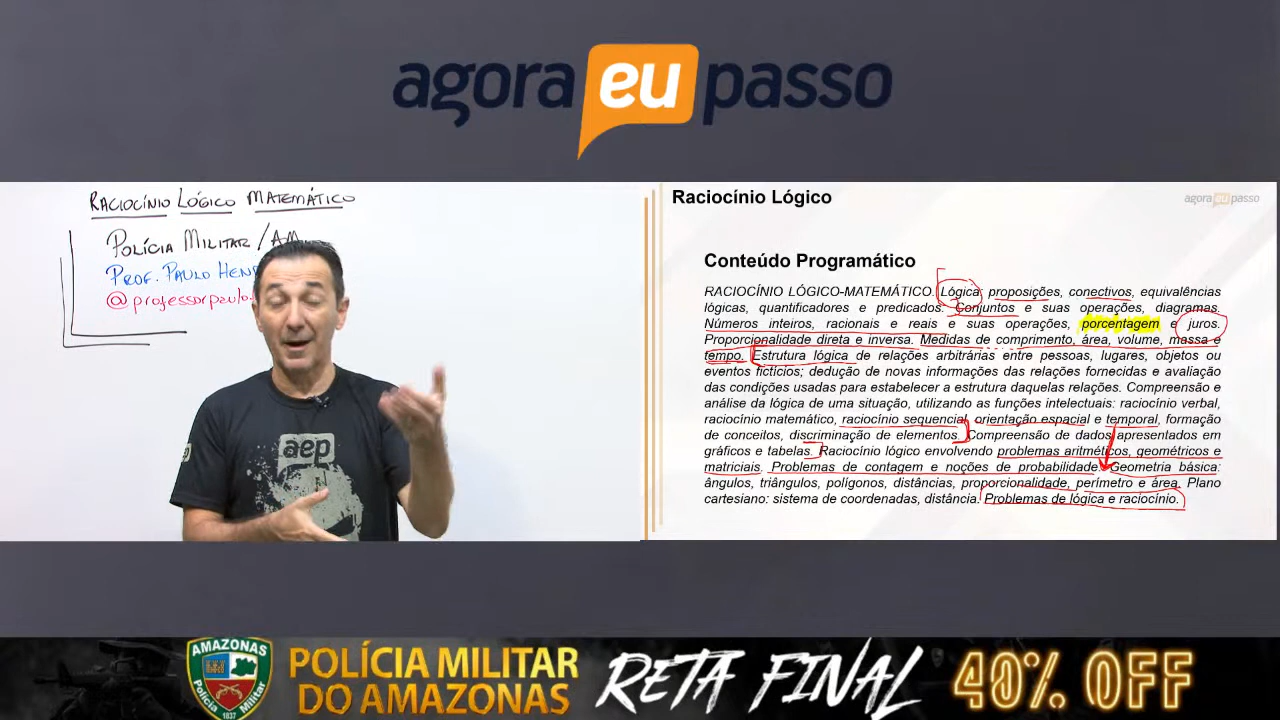 agora eu passo
RACIOCÍNIO LÓGICO MATEMÁTICO
POLÍCIA MILITAR / AM
PROF. PAULO
@professorpaulo
aep
aep
Raciocínio Lógico
agora eu passo
Conteúdo Programático
RACIOCÍNIO LÓGICO-MATEMÁTICO. Lógica: proposições, conectivos, equivalências
lógicas, quantificadores e predicados. Conjuntos e suas operações, diagramas.
Números inteiros, racionais e reais e suas operações, porcentagem e juros.
Proporcionalidade direta e inversa. Medidas de comprimento, área, volume, massa e
tempo. Estrutura lógica de relações arbitrárias entre pessoas, lugares, objetos ou
eventos fictícios; dedução de novas informações das relações fornecidas e avaliação
das condições usadas para estabelecer a estrutura daquelas relações. Compreensão e
análise da lógica de uma situação, utilizando as funções intelectuais: raciocínio verbal,
raciocínio matemático, raciocínio sequencial, orientação espacial e temporal, formação
de conceitos, discriminação de elementos. Compreensão de dados apresentados em
gráficos e tabelas. Raciocínio lógico envolvendo problemas aritméticos, geométricos e
matriciais. Problemas de contagem e noções de probabilidade. Geometria básica:
ângulos, triângulos, polígonos, distâncias, proporcionalidade, perímetro e área. Plano
cartesiano: sistema de coordenadas, distância. Problemas de lógica e raciocínio.
AMAZONAS
Polícia Militar
1837
POLÍCIA MILITAR
DO AMAZONAS
RETA FINAL
40% OFF